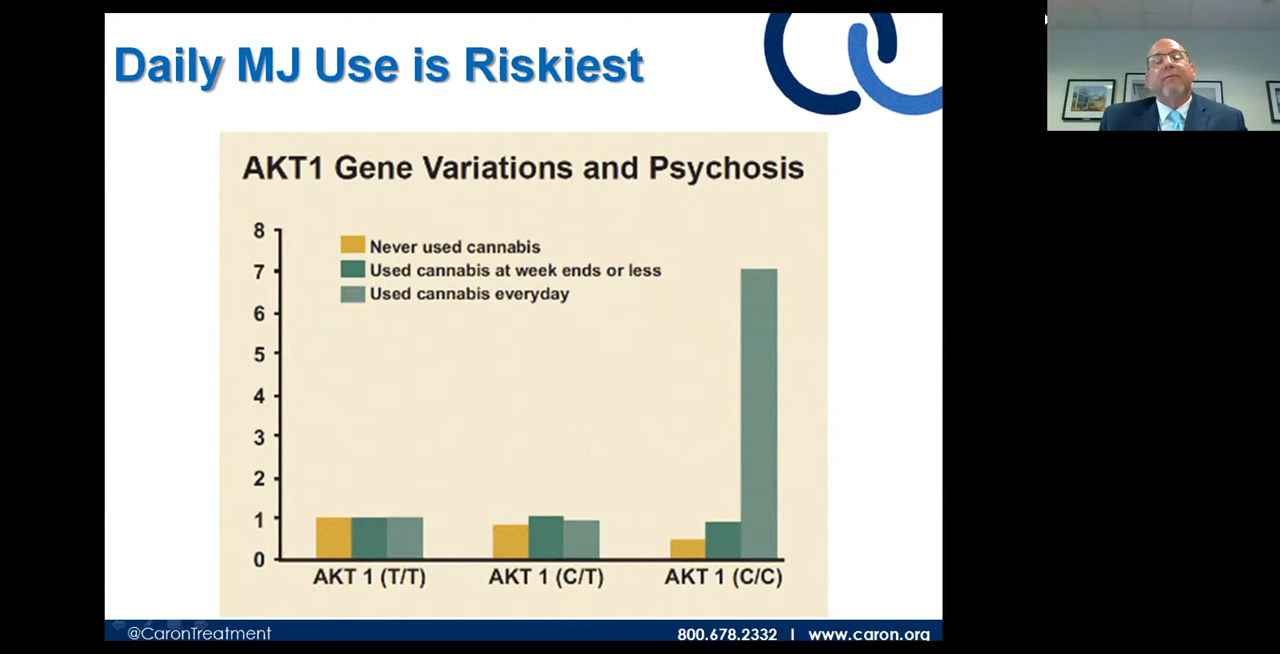 Daily MJ Use is Riskiest
AKT1 Gene Variations and Psychosis
8
7
6
5
4
3
2
1
0
Never used cannabis
Used cannabis at week ends or less
Used cannabis everyday
AKT 1 (T/T) AKT 1 (C/T) AKT 1 (C/C)
@CaronTreatment 800.678.2332 | www.caron.org